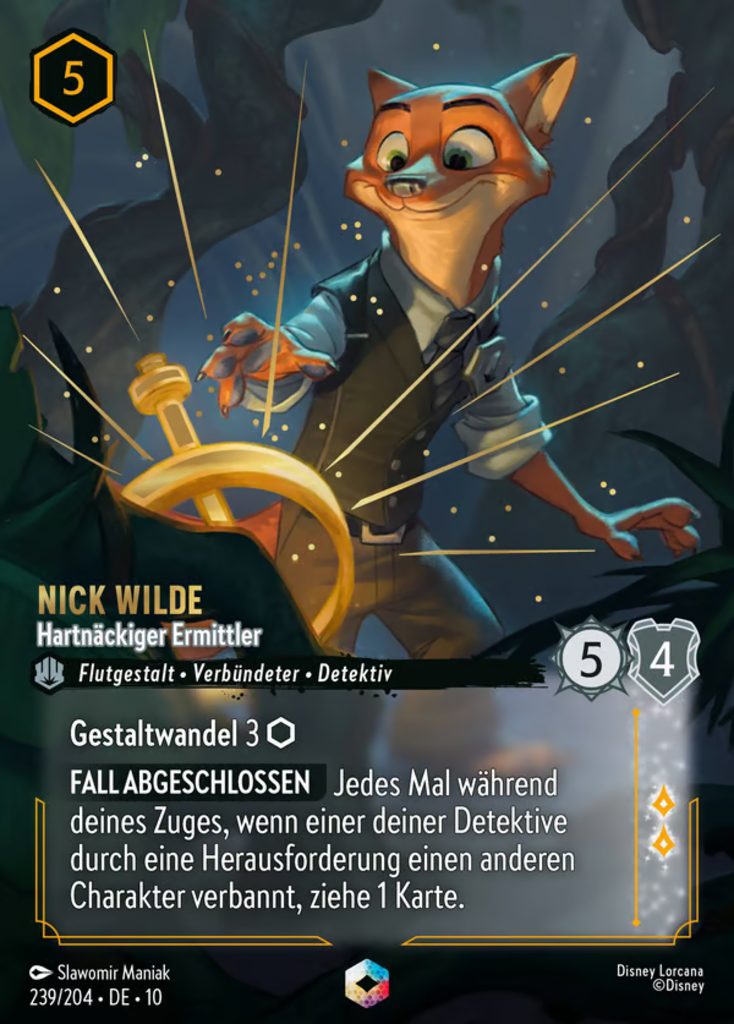 5
NICK WILDE
Hartnäckiger Ermittler
Flutgestalt • Verbündeter • Detektiv
5 4
Gestaltwandel 3 ⬡
FALL ABGESCHLOSSEN Jedes Mal während
deines Zuges, wenn einer deiner Detektive
durch eine Herausforderung einen anderen
Charakter verbannt, ziehe 1 Karte.
Slawomir Maniak
239/204 • DE • 10
Disney Lorcana
©Disney